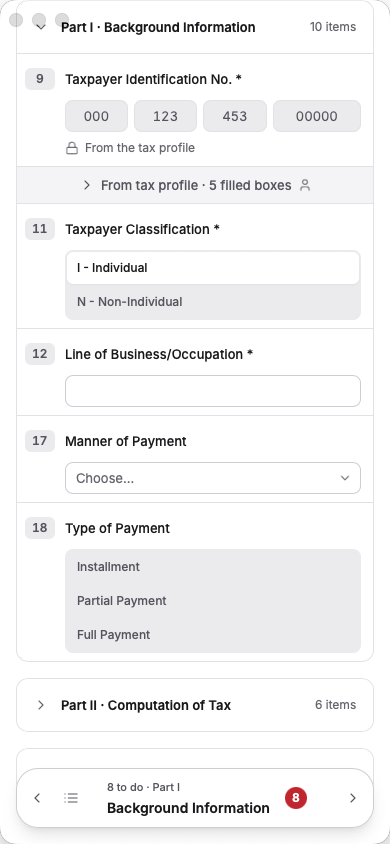 Part I · Background Information
10 items
9
Taxpayer Identification No. *
000
123
453
00000
From the tax profile
From tax profile · 5 filled boxes
11
Taxpayer Classification *
I - Individual
N - Non-Individual
12
Line of Business/Occupation *
17
Manner of Payment
Choose...
18
Type of Payment
Installment
Partial Payment
Full Payment
Part II · Computation of Tax
6 items
8 to do · Part I
Background Information
8